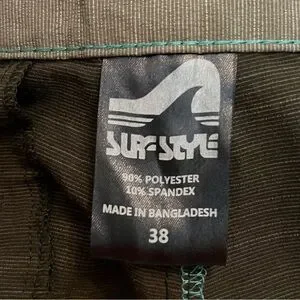 SURF STYLE
90% POLYESTER
10% SPANDEX
MADE IN BANGLADESH
38